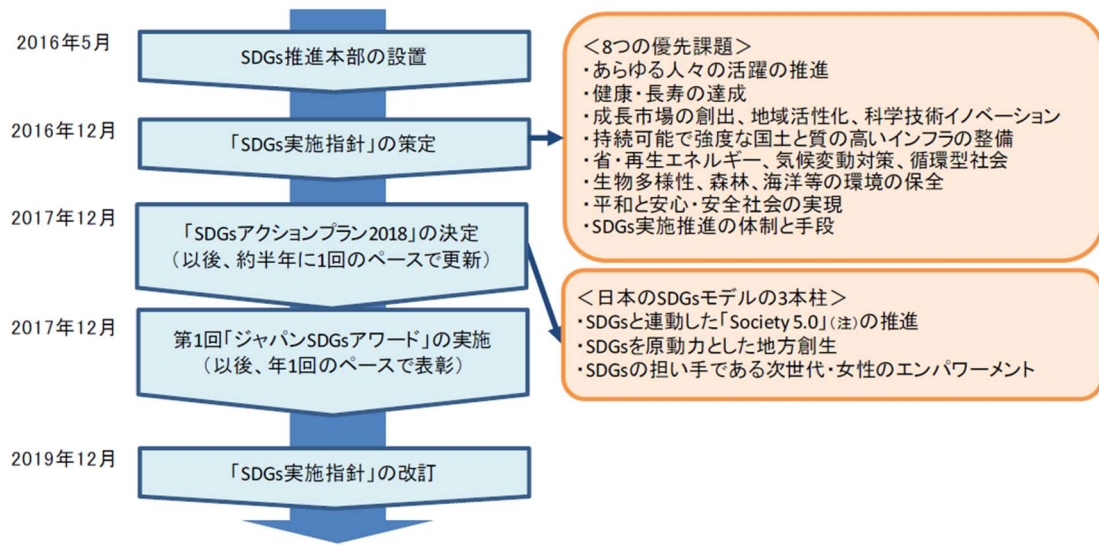 2016年5月
SDGs推進本部の設置
2016年12月
「SDGs実施指針」の策定
＜8つの優先課題＞
・あらゆる人々の活躍の推進
・健康・長寿の達成
・成長市場の創出、地域活性化、科学技術イノベーション
・持続可能で強度な国土と質の高いインフラの整備
・省・再生エネルギー、気候変動対策、循環型社会
・生物多様性、森林、海洋等の環境の保全
・平和と安心・安全社会の実現
・SDGs実施推進の体制と手段
2017年12月
「SDGsアクションプラン2018」の決定
（以後、約半年に1回のペースで更新）
＜日本のSDGsモデルの3本柱＞
・SDGsと連動した「Society 5.0」(注)の推進
・SDGsを原動力とした地方創生
・SDGsの担い手である次世代・女性のエンパワーメント
2017年12月
第1回「ジャパンSDGsアワード」の実施
（以後、年1回のペースで表彰）
2019年12月
「SDGs実施指針」の改訂